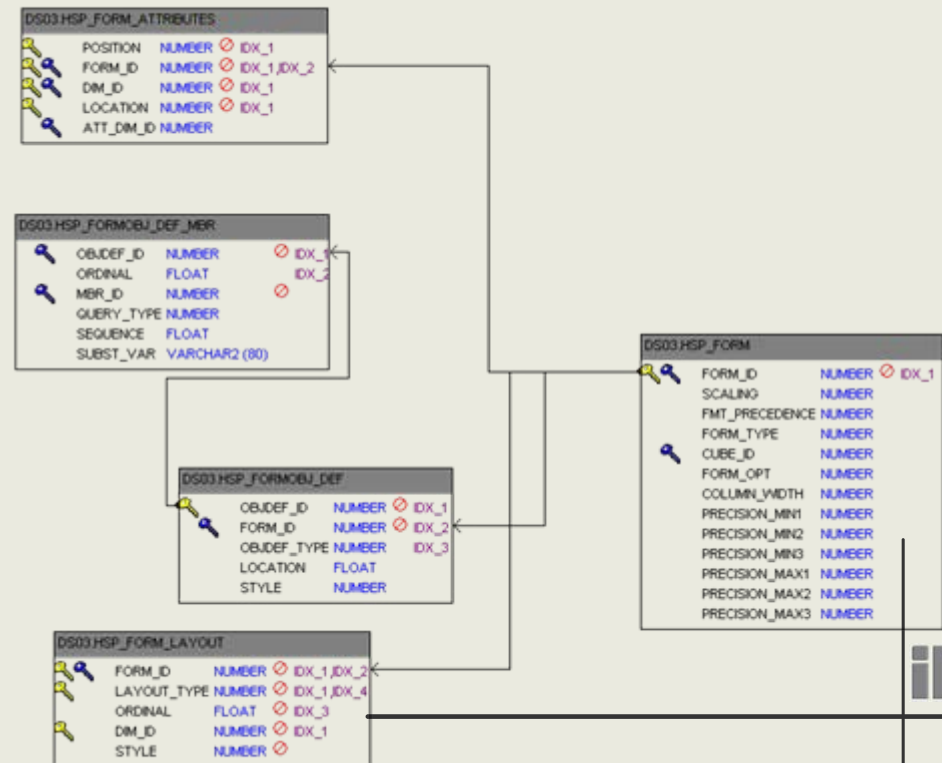 DS03.HSP_FORM_ATTRIBUTES
POSITION NUMBER IDX_1
FORM_ID NUMBER IDX_1,IDX_2
DIM_ID NUMBER IDX_1
LOCATION NUMBER IDX_1
ATT_DIM_ID NUMBER
DS03.HSP_FORMOBJ_DEF_MBR
OBJDEF_ID NUMBER IDX_1
ORDINAL FLOAT IDX_2
MBR_ID NUMBER
QUERY_TYPE NUMBER
SEQUENCE FLOAT
SUBST_VAR VARCHAR2 (80)
DS03.HSP_FORM
FORM_ID NUMBER IDX_1
SCALING NUMBER
FMT_PRECEDENCE NUMBER
FORM_TYPE NUMBER
CUBE_ID NUMBER
FORM_OPT NUMBER
COLUMN_WIDTH NUMBER
PRECISION_MIN1 NUMBER
PRECISION_MIN2 NUMBER
PRECISION_MIN3 NUMBER
PRECISION_MAX1 NUMBER
PRECISION_MAX2 NUMBER
PRECISION_MAX3 NUMBER
DS03.HSP_FORMOBJ_DEF
OBJDEF_ID NUMBER IDX_1
FORM_ID NUMBER IDX_2
OBJDEF_TYPE NUMBER IDX_3
LOCATION FLOAT
STYLE NUMBER
DS03.HSP_FORM_LAYOUT
FORM_ID NUMBER IDX_1,IDX_2
LAYOUT_TYPE NUMBER IDX_1,IDX_4
ORDINAL FLOAT IDX_3
DIM_ID NUMBER IDX_1
STYLE NUMBER